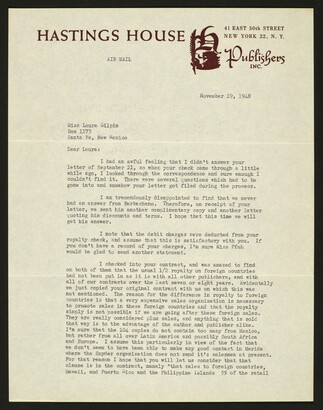 HASTINGS HOUSE
41 EAST 50th STREET
NEW YORK 22, N. Y.
Publishers
INC.
AIR MAIL
November 29, 1948
Miss Laura Gilpin
Box 1173
Santa Fe, New Mexico
Dear Laura:
I had an awful feeling that I didn't answer your
letter of September 21, so when your check came through a little
while ago, I looked through the correspondence and sure enough I
couldn't find it. There were several questions which had to be
gone into and somehow your letter got filed during the process.
I am tremendously disappointed to find that we never
had an answer from Harkerhead. Therefore, on receipt of your
letter, we sent him another complimentary copy and another letter
quoting his discounts and terms. I hope that this time we will
get his answer.
I note that the debit charges were deducted from your
royalty check, and assume that this is satisfactory with you. If
you don't have a record of your charges, I'm sure Miss
would be glad to send another statement.
I checked into your contract, and was amazed to find
on both of them that the usual 1/2 royalty on foreign countries
had not been put in as it is with all other publishers, and with
all of our contracts over the last seven or eight years. Evidently
we just copied your original contract with us on which this was
not mentioned. The reason for the difference in royalty to foreign
countries is that a very expensive sales organization is necessary
to promote sales in these foreign countries and that the royalty
simply is not possible if we are going after these foreign sales.
They are really considered plus sales, and anything that is sold
that way is to the advantage of the author and publisher alike.
I'm sure that the 10% copies do not contain too many from Mexico,
but rather from all over Latin America and possibly South Africa
and Europe. I assume this particularly in view of the fact that
we don't seem to have been able to make any good contact in Merida
where the Snyder organization does not send it's salesmen at present.
For that reason I hope that you will let us consider that that
clause is in the contract, namely "that sales to foreign countries,
Hawaii, and Puerto Rico and the Philippine Islands 5% of the retail